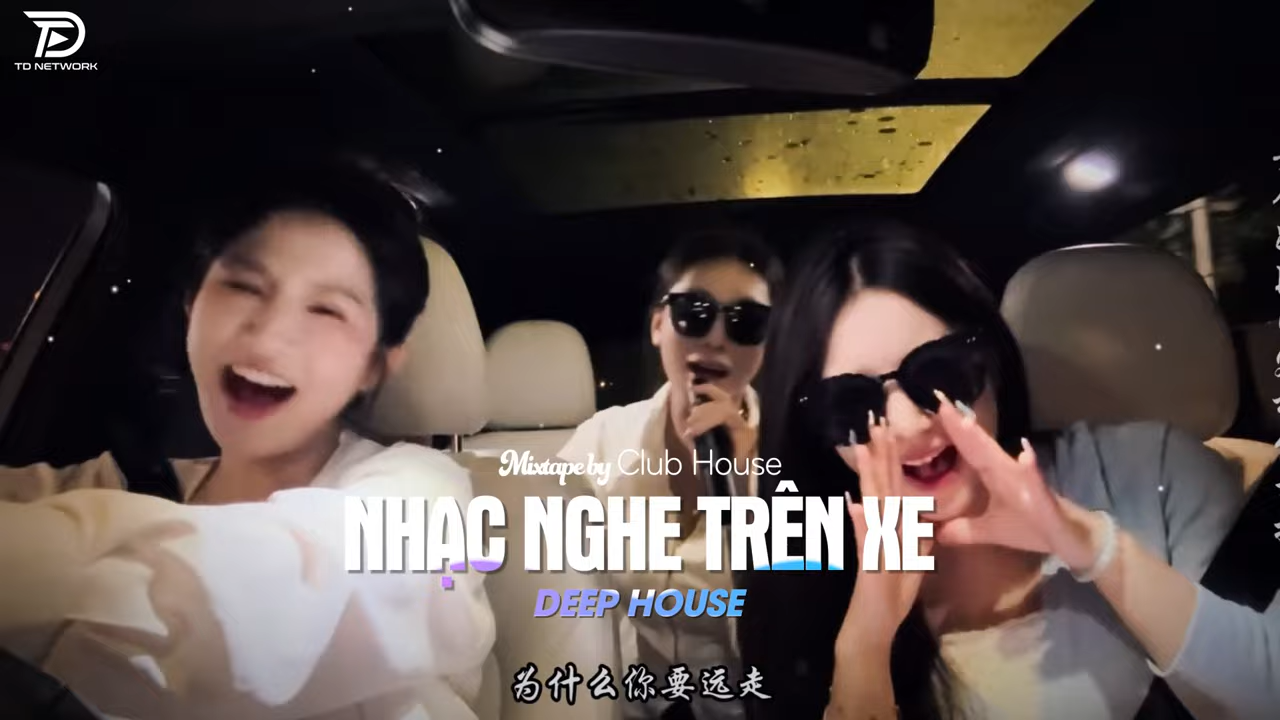 TD NETWORK
Mixtape by Club House
NHẠC NGHE TRÊN XE
DEEP HOUSE
为什么你要远走